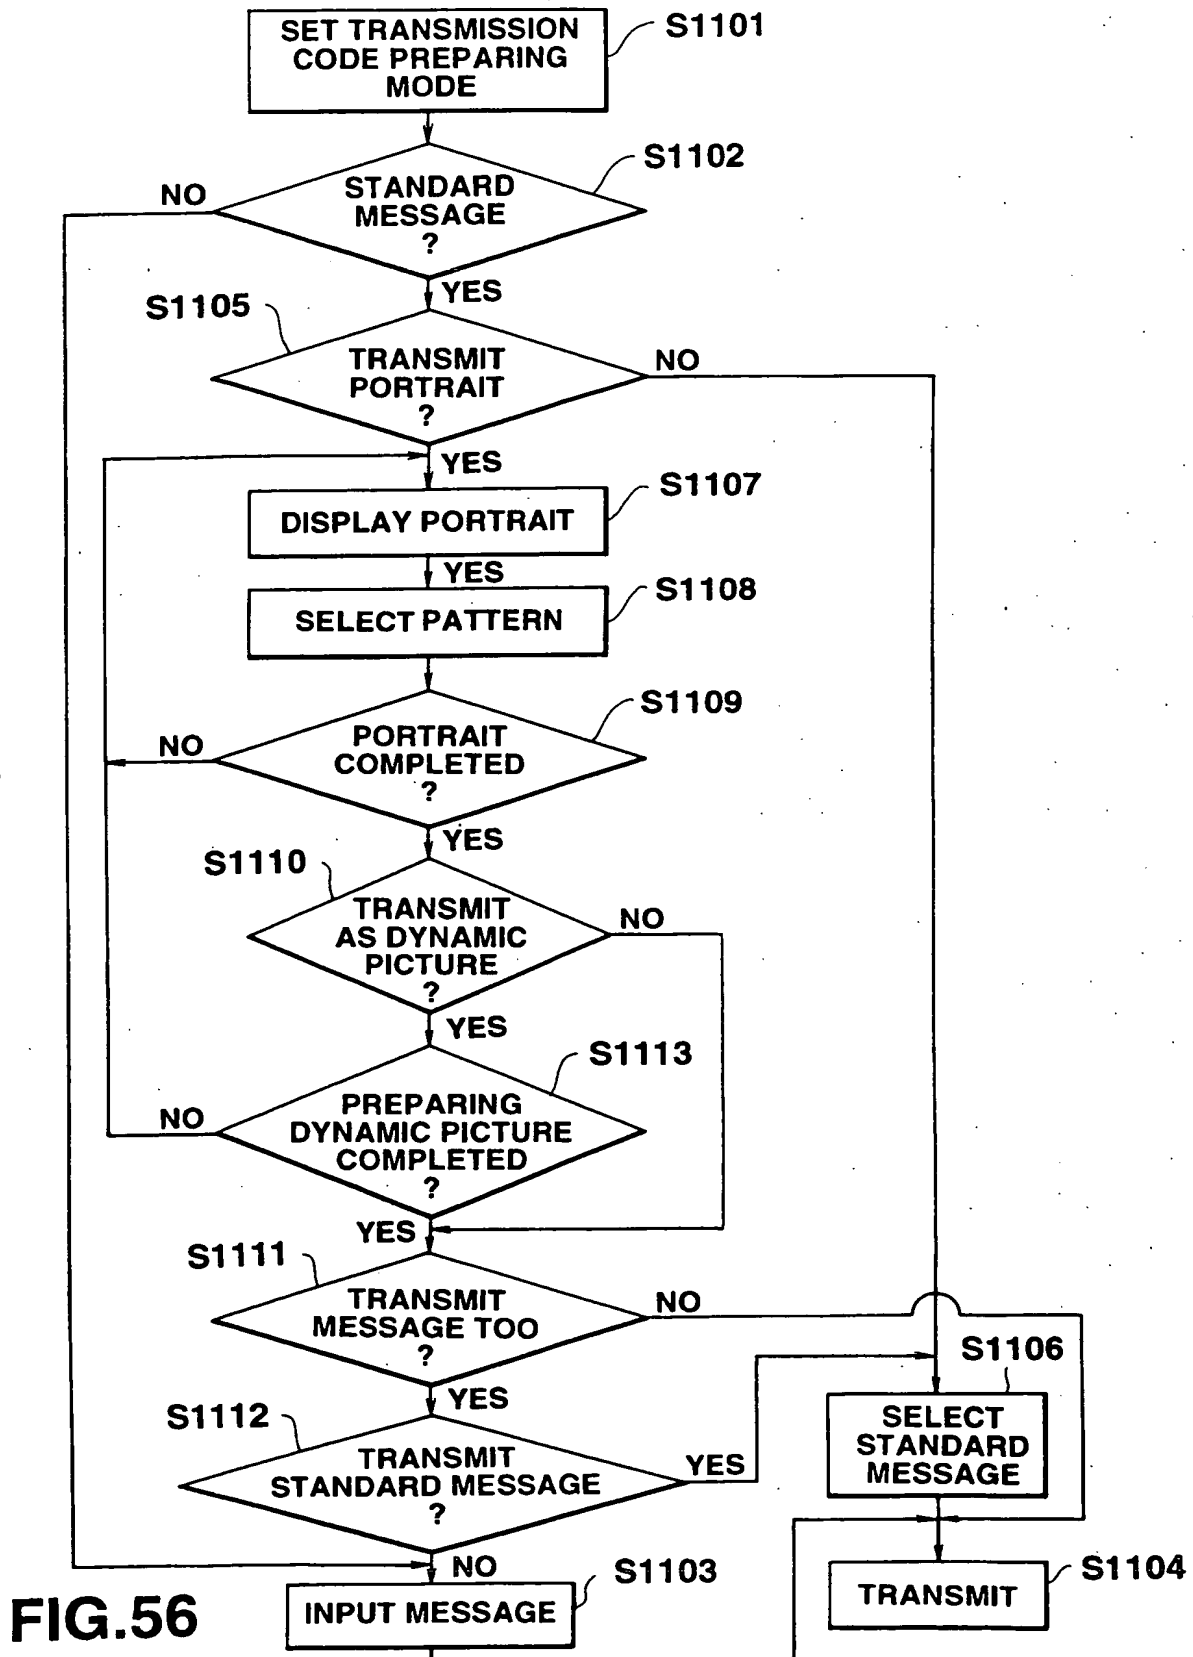 SET TRANSMISSION
CODE PREPARING
MODE
S1101
STANDARD
MESSAGE
?
S1102
NO
YES
S1105
TRANSMIT
PORTRAIT
?
NO
YES
DISPLAY PORTRAIT
S1107
YES
SELECT PATTERN
S1108
PORTRAIT
COMPLETED
?
S1109
NO
YES
S1110
TRANSMIT
AS DYNAMIC
PICTURE
?
NO
YES
S1113
PREPARING
DYNAMIC PICTURE
COMPLETED
?
NO
YES
S1111
TRANSMIT
MESSAGE TOO
?
NO
YES
S1112
TRANSMIT
STANDARD MESSAGE
?
YES
NO
S1106
SELECT
STANDARD
MESSAGE
S1103
INPUT MESSAGE
S1104
TRANSMIT
FIG.56